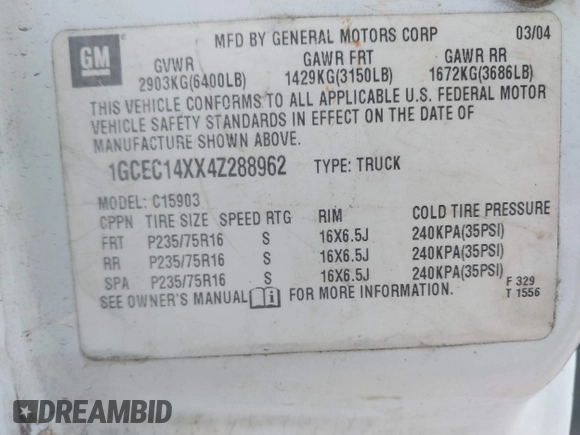 GM
MFD BY GENERAL MOTORS CORP 03/04
GVWR GAWR FRT GAWR RR
2903KG(6400LB) 1429KG(3150LB) 1672KG(3686LB)
THIS VEHICLE CONFORMS TO ALL APPLICABLE U.S. FEDERAL MOTOR
VEHICLE SAFETY STANDARDS IN EFFECT ON THE DATE OF
MANUFACTURE SHOWN ABOVE.
1GCEC14XX4Z288962 TYPE: TRUCK
MODEL: C15903
CPPN TIRE SIZE SPEED RTG RIM COLD TIRE PRESSURE
FRT P235/75R16 S 16X6.5J 240KPA(35PSI)
RR P235/75R16 S 16X6.5J 240KPA(35PSI)
SPA P235/75R16 S 16X6.5J 240KPA(35PSI)
SEE OWNER'S MANUAL i FOR MORE INFORMATION.
F 329
T 1556
DREAMBID